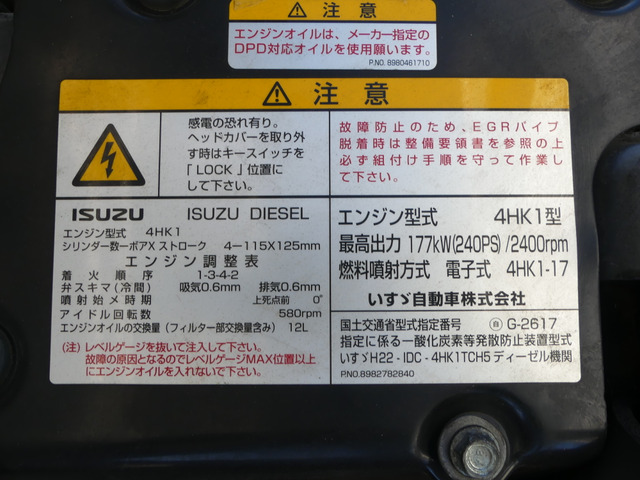 ⚠ 注意
エンジンオイルは、メーカー指定の
DPD対応オイルを使用願います。
P.NO. 8980461710
⚠ 注意
感電の恐れ有り。
ヘッドカバーを取り外
す時はキースイッチを
「LOCK」位置に
して下さい。
故障防止のため、EGRパイプ
脱着時は整備要領書を参照の上
必ず組付け手順を守って作業し
て下さい。
ISUZU ISUZU DIESEL
エンジン型式 4HK1
シリンダー数ーボアXストローク 4-115X125mm
エンジン調整表
着火順序 1-3-4-2
弁スキマ(冷間) 吸気0.6mm 排気0.6mm
噴射始メ時期 上死点前 0°
アイドル回転数 580rpm
エンジンオイルの交換量(フィルター部交換量含み) 12L
(注)レベルゲージを抜いて注入して下さい。
故障の原因となるのでレベルゲージMAX位置以上
にエンジンオイルを入れないで下さい。
エンジン型式 4HK1型
最高出力 177kW(240PS)/2400rpm
燃料噴射方式 電子式 4HK1-17
いすゞ自動車株式会社
国土交通省型式指定番号 ㊀ G-2617
指定に係る一酸化炭素等発散防止装置型式
いすゞH22-IDC-4HK1TCH5ディーゼル機関
P.NO.8982782840